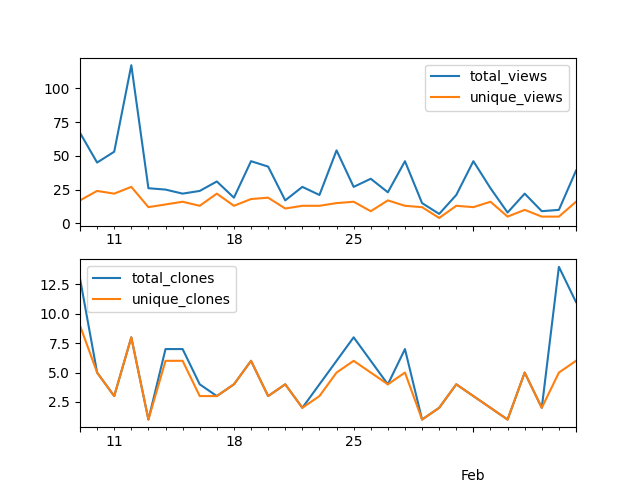 100
75
50
25
0
total_views
unique_views
11 18 25
12.5
10.0
7.5
5.0
2.5
total_clones
unique_clones
11 18 25
Feb